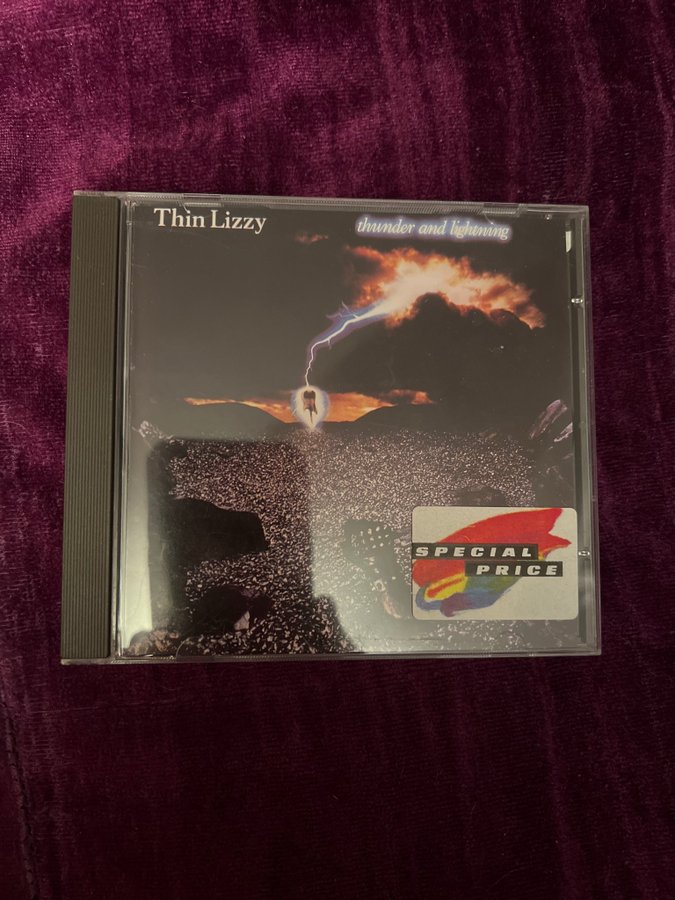 Thin Lizzy
thunder and lightning
SPECIAL
PRICE